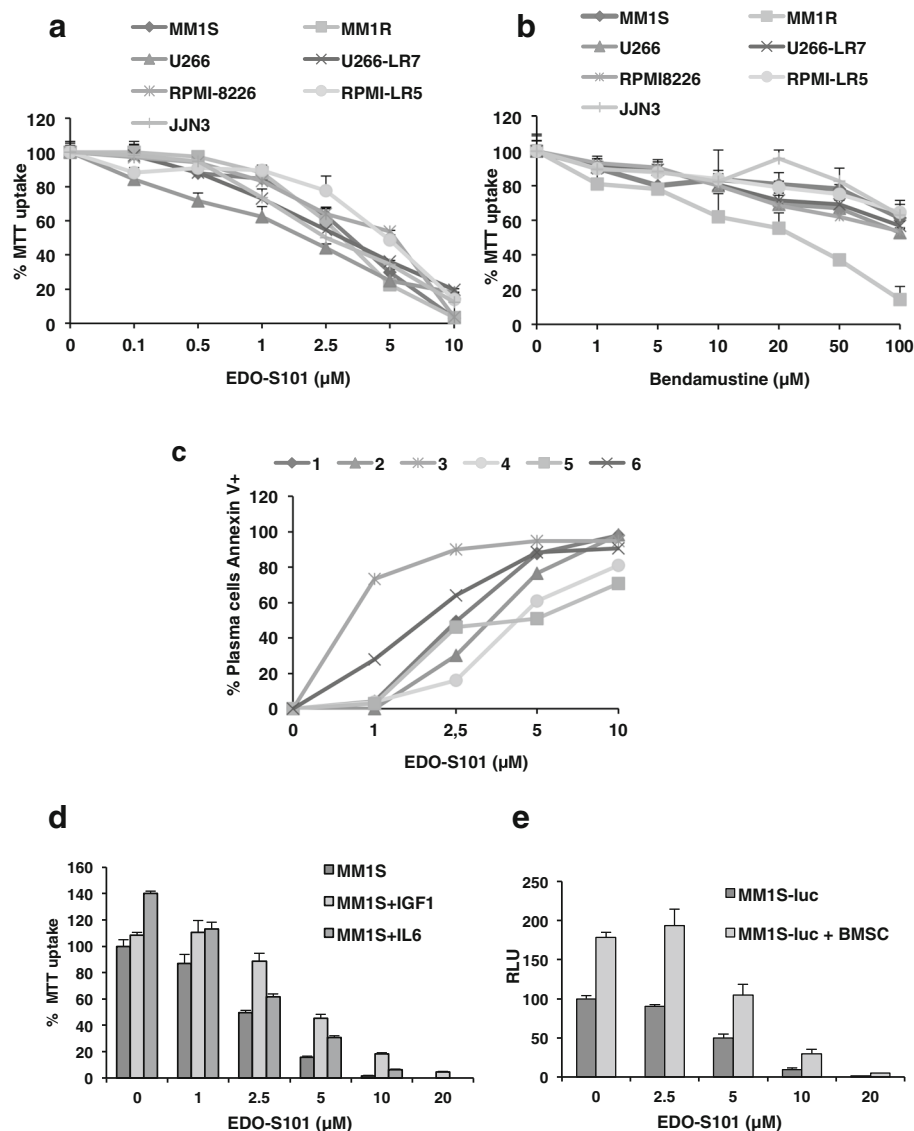 a
MM1S
MM1R
U266
U266-LR7
RPMI-8226
RPMI-LR5
JJN3
% MTT uptake
120
100
80
60
40
20
0
0 0.1 0.5 1 2.5 5 10
EDO-S101 (µM)
b
MM1S
MM1R
U266
U266-LR7
RPMI8226
RPMI-LR5
JJN3
% MTT uptake
120
100
80
60
40
20
0
0 1 5 10 20 50 100
Bendamustine (µM)
c
1 2 3 4 5 6
% Plasma cells Annexin V+
120
100
80
60
40
20
0
0 1 2,5 5 10
EDO-S101 (µM)
d
MM1S
MM1S+IGF1
MM1S+IL6
% MTT uptake
160
140
120
100
80
60
40
20
0
0 1 2.5 5 10 20
EDO-S101 (µM)
e
MM1S-luc
MM1S-luc + BMSC
RLU
250
200
150
100
50
0
0 2.5 5 10 20
EDO-S101 (µM)